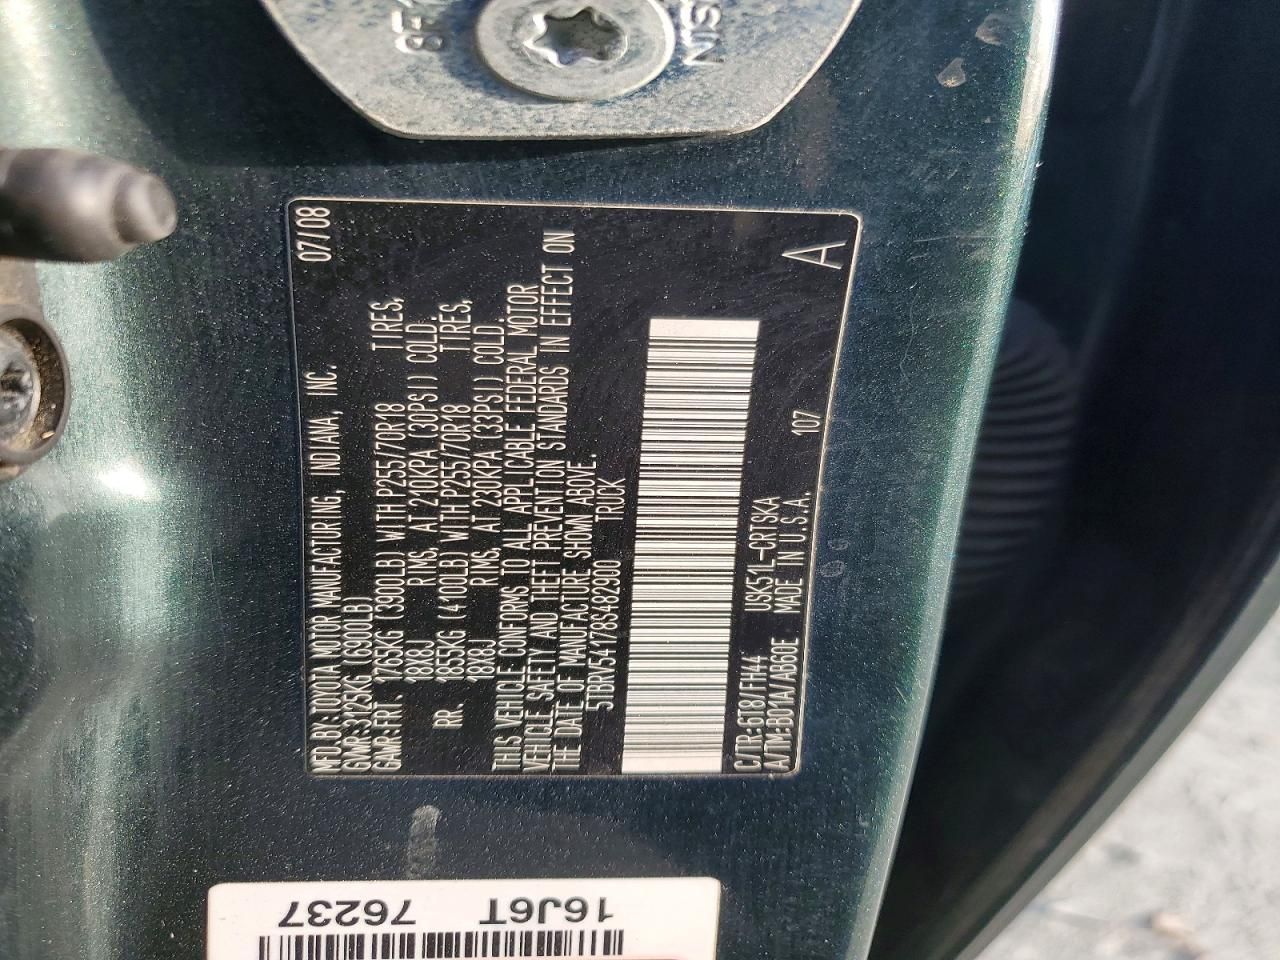 MFD.BY:TOYOTA MOTOR MANUFACTURING, INDIANA, INC. 07/08
GVWR:3125KG (6900LB)
GAWR:FRT. 1765KG (3900LB) WITH P255/70R18 TIRES,
18X8J RIMS, AT 210KPA (30PSI) COLD.
RR. 1855KG (4100LB) WITH P255/70R18 TIRES,
18X8J RIMS, AT 230KPA (33PSI) COLD.
THIS VEHICLE CONFORMS TO ALL APPLICABLE FEDERAL MOTOR
VEHICLE SAFETY AND THEFT PREVENTION STANDARDS IN EFFECT ON
THE DATE OF MANUFACTURE SHOWN ABOVE.
5TBRV54178S482900 TRUCK
C/TR:6T8/FH44 USK51L-CRTSKA 107
A/TM:B01A/AB60E MADE IN U.S.A. A
16J6T 76237